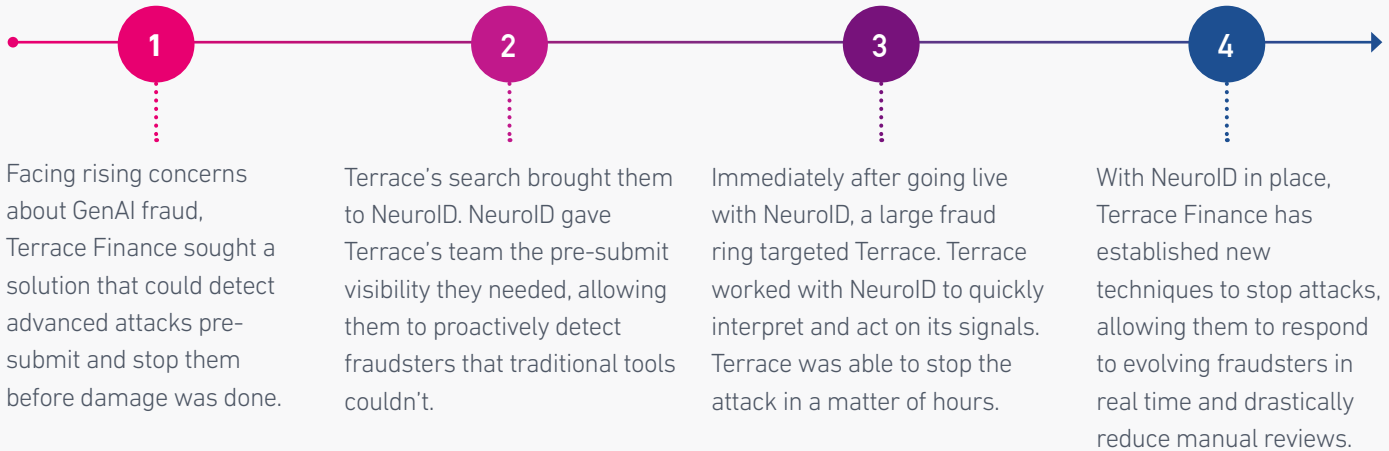 1
2
3
4
Facing rising concerns
about GenAI fraud,
Terrace Finance sought a
solution that could detect
advanced attacks pre-
submit and stop them
before damage was done.
Terrace’s search brought them
to NeuroID. NeuroID gave
Terrace’s team the pre-submit
visibility they needed, allowing
them to proactively detect
fraudsters that traditional tools
couldn’t.
Immediately after going live
with NeuroID, a large fraud
ring targeted Terrace. Terrace
worked with NeuroID to quickly
interpret and act on its signals.
Terrace was able to stop the
attack in a matter of hours.
With NeuroID in place,
Terrace Finance has
established new
techniques to stop attacks,
allowing them to respond
to evolving fraudsters in
real time and drastically
reduce manual reviews.